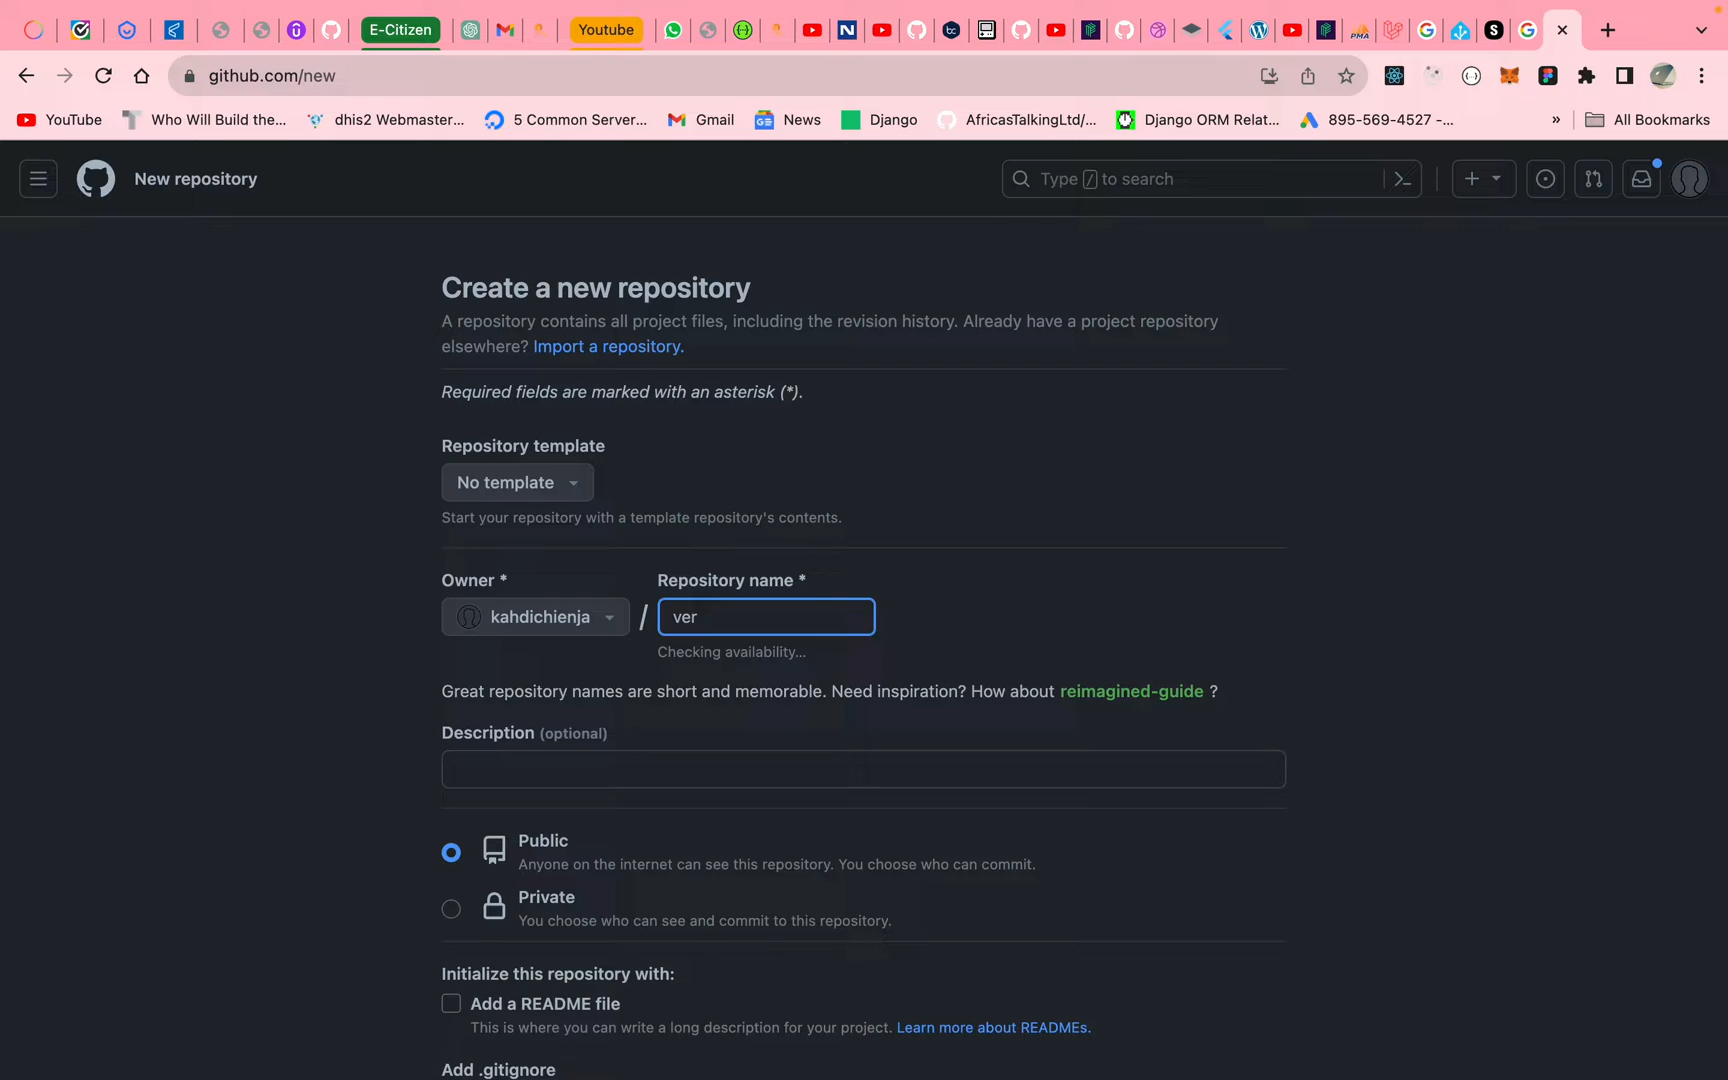 E-Citizen
Youtube
github.com/new
YouTube
Who Will Build the...
dhis2 Webmaster...
5 Common Server...
Gmail
News
Django
AfricasTalkingLtd/...
Django ORM Relat...
895-569-4527 -...
»
All Bookmarks
New repository
Type / to search
Create a new repository
A repository contains all project files, including the revision history. Already have a project repository
elsewhere? Import a repository.
Required fields are marked with an asterisk (*).
Repository template
No template
Start your repository with a template repository's contents.
Owner *
Repository name *
kahdichienja
/
ver
Checking availability...
Great repository names are short and memorable. Need inspiration? How about reimagined-guide ?
Description (optional)
Public
Anyone on the internet can see this repository. You choose who can commit.
Private
You choose who can see and commit to this repository.
Initialize this repository with:
Add a README file
This is where you can write a long description for your project. Learn more about READMEs.
Add .gitignore